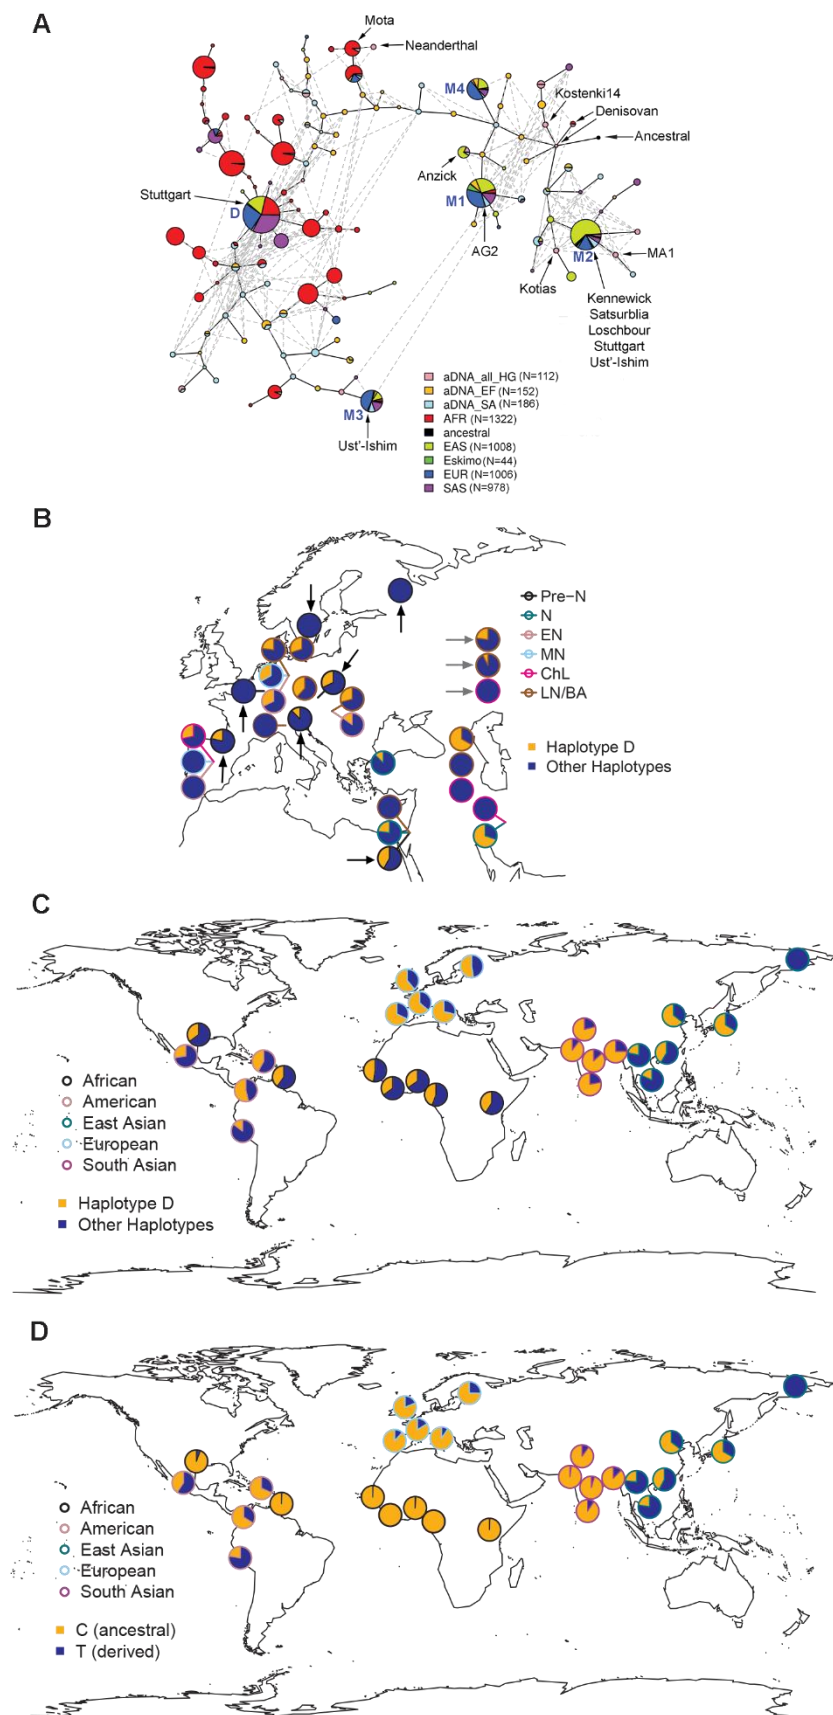 A
Mota
Neanderthal
M4
Kostenki14
Denisovan
Ancestral
Anzick
Stuttgart
D
M1
AG2
M2
MA1
Kotias
Kennewick
Satsurblia
Loschbour
Stuttgart
Ust'-Ishim
M3
Ust'-Ishim
aDNA_all_HG (N=112)
aDNA_EF (N=152)
aDNA_SA (N=186)
AFR (N=1322)
ancestral
EAS (N=1008)
Eskimo (N=44)
EUR (N=1006)
SAS (N=978)
B
Pre-N
N
EN
MN
ChL
LN/BA
Haplotype D
Other Haplotypes
C
African
American
East Asian
European
South Asian
Haplotype D
Other Haplotypes
D
African
American
East Asian
European
South Asian
C (ancestral)
T (derived)